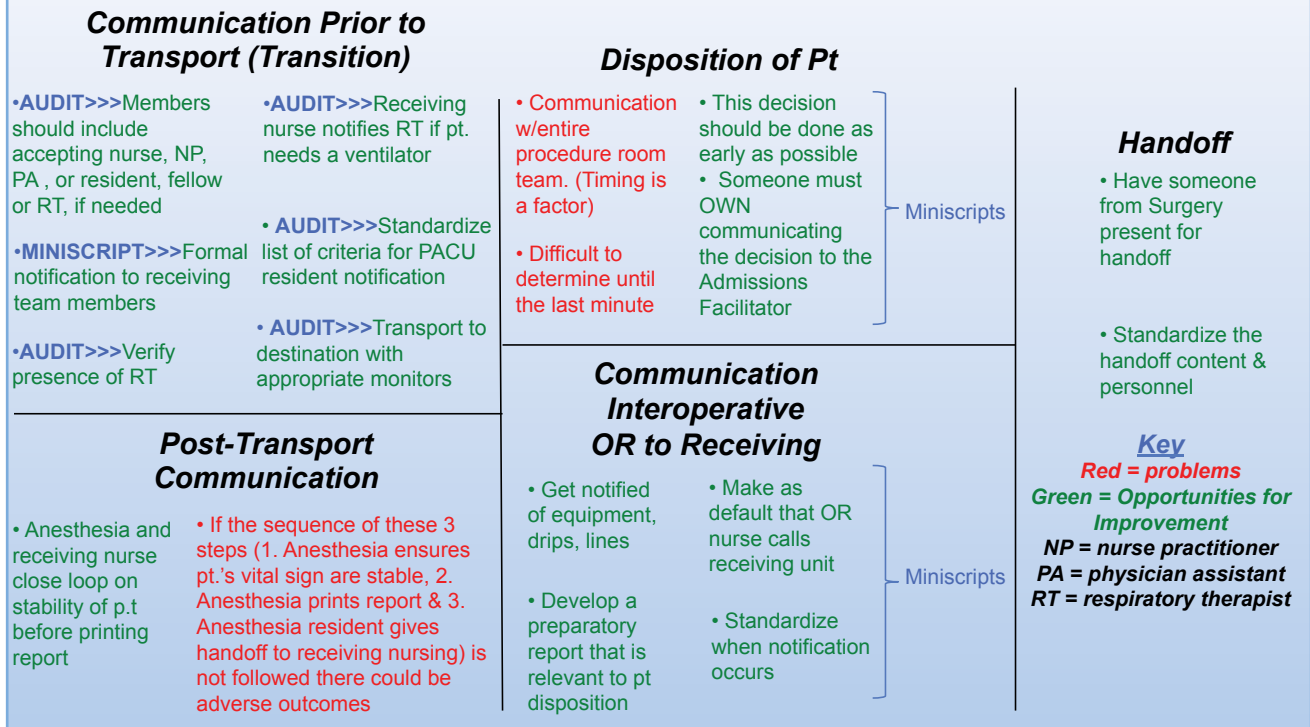 Communication Prior to
Transport (Transition)
•AUDIT>>>Members
should include
accepting nurse, NP,
PA , or resident, fellow
or RT, if needed
•MINISCRIPT>>>Formal
notification to receiving
team members
•AUDIT>>>Verify
presence of RT
•AUDIT>>>Receiving
nurse notifies RT if pt.
needs a ventilator
• AUDIT>>>Standardize
list of criteria for PACU
resident notification
• AUDIT>>>Transport to
destination with
appropriate monitors
Disposition of Pt
• Communication
w/entire
procedure room
team. (Timing is
a factor)
• Difficult to
determine until
the last minute
• This decision
should be done as
early as possible
• Someone must
OWN
communicating
the decision to the
Admissions
Facilitator
Miniscripts
Post-Transport
Communication
• Anesthesia and
receiving nurse
close loop on
stability of p.t
before printing
report
• If the sequence of these 3
steps (1. Anesthesia ensures
pt.'s vital sign are stable, 2.
Anesthesia prints report & 3.
Anesthesia resident gives
handoff to receiving nursing) is
not followed there could be
adverse outcomes
Communication
Interoperative
OR to Receiving
• Get notified
of equipment,
drips, lines
• Develop a
preparatory
report that is
relevant to pt
disposition
• Make as
default that OR
nurse calls
receiving unit
• Standardize
when notification
occurs
Miniscripts
Handoff
• Have someone
from Surgery
present for
handoff
• Standardize the
handoff content &
personnel
Key
Red = problems
Green = Opportunities for
Improvement
NP = nurse practitioner
PA = physician assistant
RT = respiratory therapist